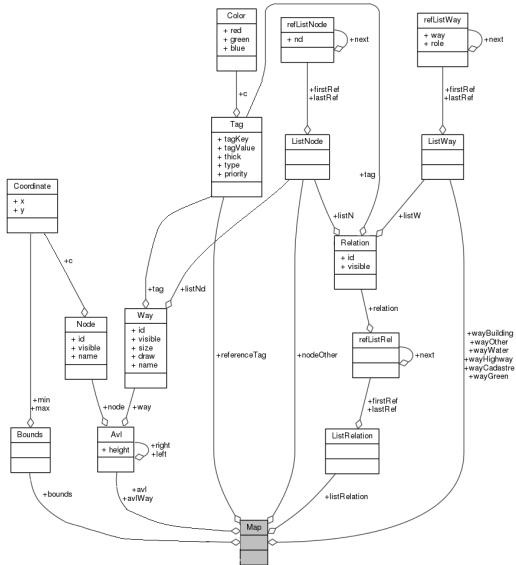 Color
+ red
+ green
+ blue
refListNode
+ nd
+next
refListWay
+ way
+ role
+next
+c
+firstRef
+lastRef
+firstRef
+lastRef
Tag
+ tagKey
+ tagValue
+ thick
+ type
+ priority
ListNode
ListWay
+tag
Coordinate
+ x
+ y
+listN
+listW
+c
Relation
+ id
+ visible
+tag
+listNd
+relation
Node
+ id
+ visible
+ name
Way
+ id
+ visible
+ size
+ draw
+ name
+referenceTag
+nodeOther
refListRel
+next
+wayBuilding
+wayOther
+wayWater
+wayHighway
+wayCadastre
+wayGreen
+min
+max
+node
+way
+firstRef
+lastRef
Bounds
Avl
+ height
+right
+left
ListRelation
+bounds
+avl
+avlWay
+listRelation
Map